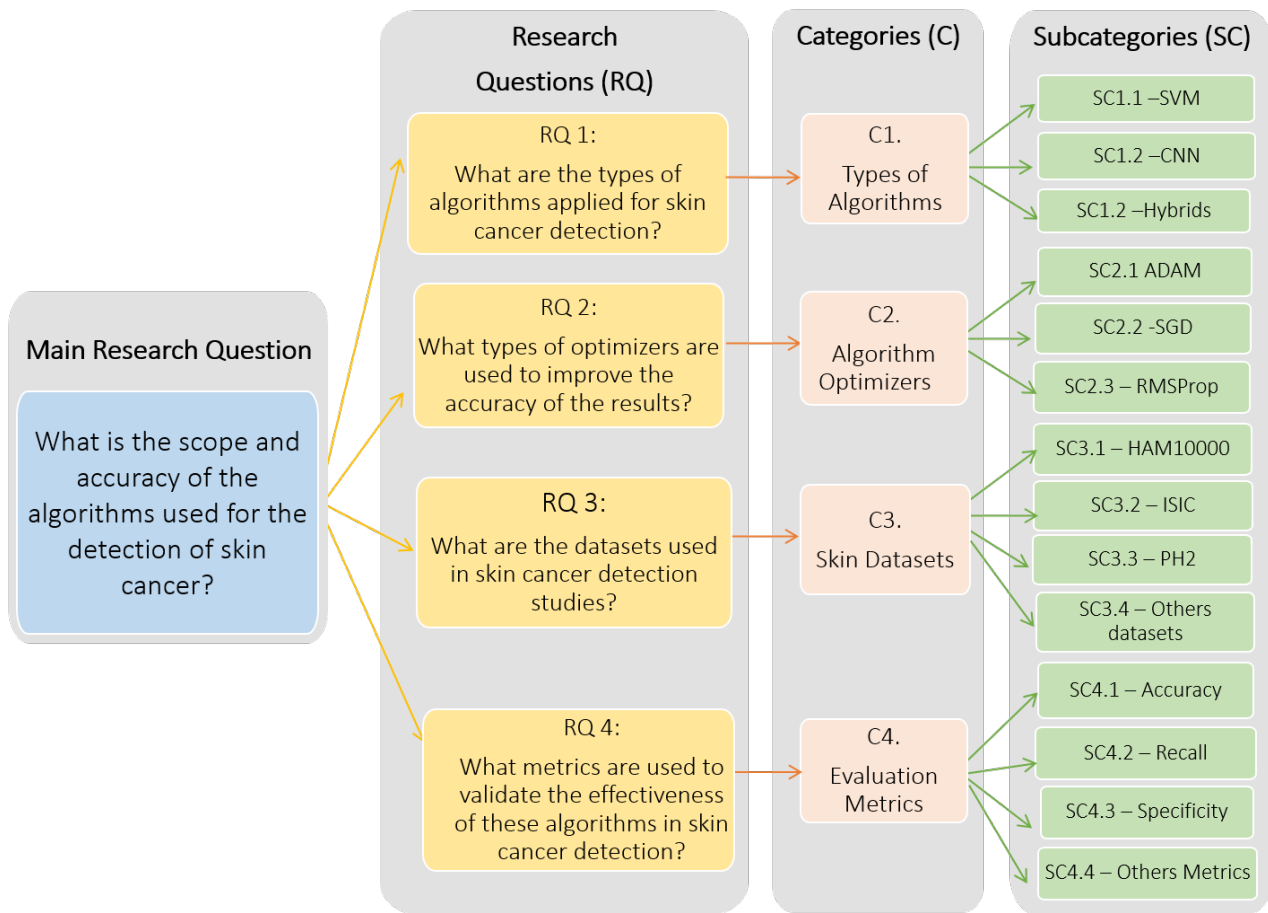 Main Research Question
What is the scope and
accuracy of the
algorithms used for the
detection of skin
cancer?
Research
Questions (RQ)
RQ 1:
What are the types of
algorithms applied for skin
cancer detection?
RQ 2:
What types of optimizers are
used to improve the
accuracy of the results?
RQ 3:
What are the datasets used
in skin cancer detection
studies?
RQ 4:
What metrics are used to
validate the effectiveness
of these algorithms in skin
cancer detection?
Categories (C)
C1.
Types of
Algorithms
C2.
Algorithm
Optimizers
C3.
Skin Datasets
C4.
Evaluation
Metrics
Subcategories (SC)
SC1.1 –SVM
SC1.2 –CNN
SC1.2 –Hybrids
SC2.1 ADAM
SC2.2 -SGD
SC2.3 – RMSProp
SC3.1 – HAM10000
SC3.2 – ISIC
SC3.3 – PH2
SC3.4 – Others
datasets
SC4.1 – Accuracy
SC4.2 – Recall
SC4.3 – Specificity
SC4.4 – Others Metrics